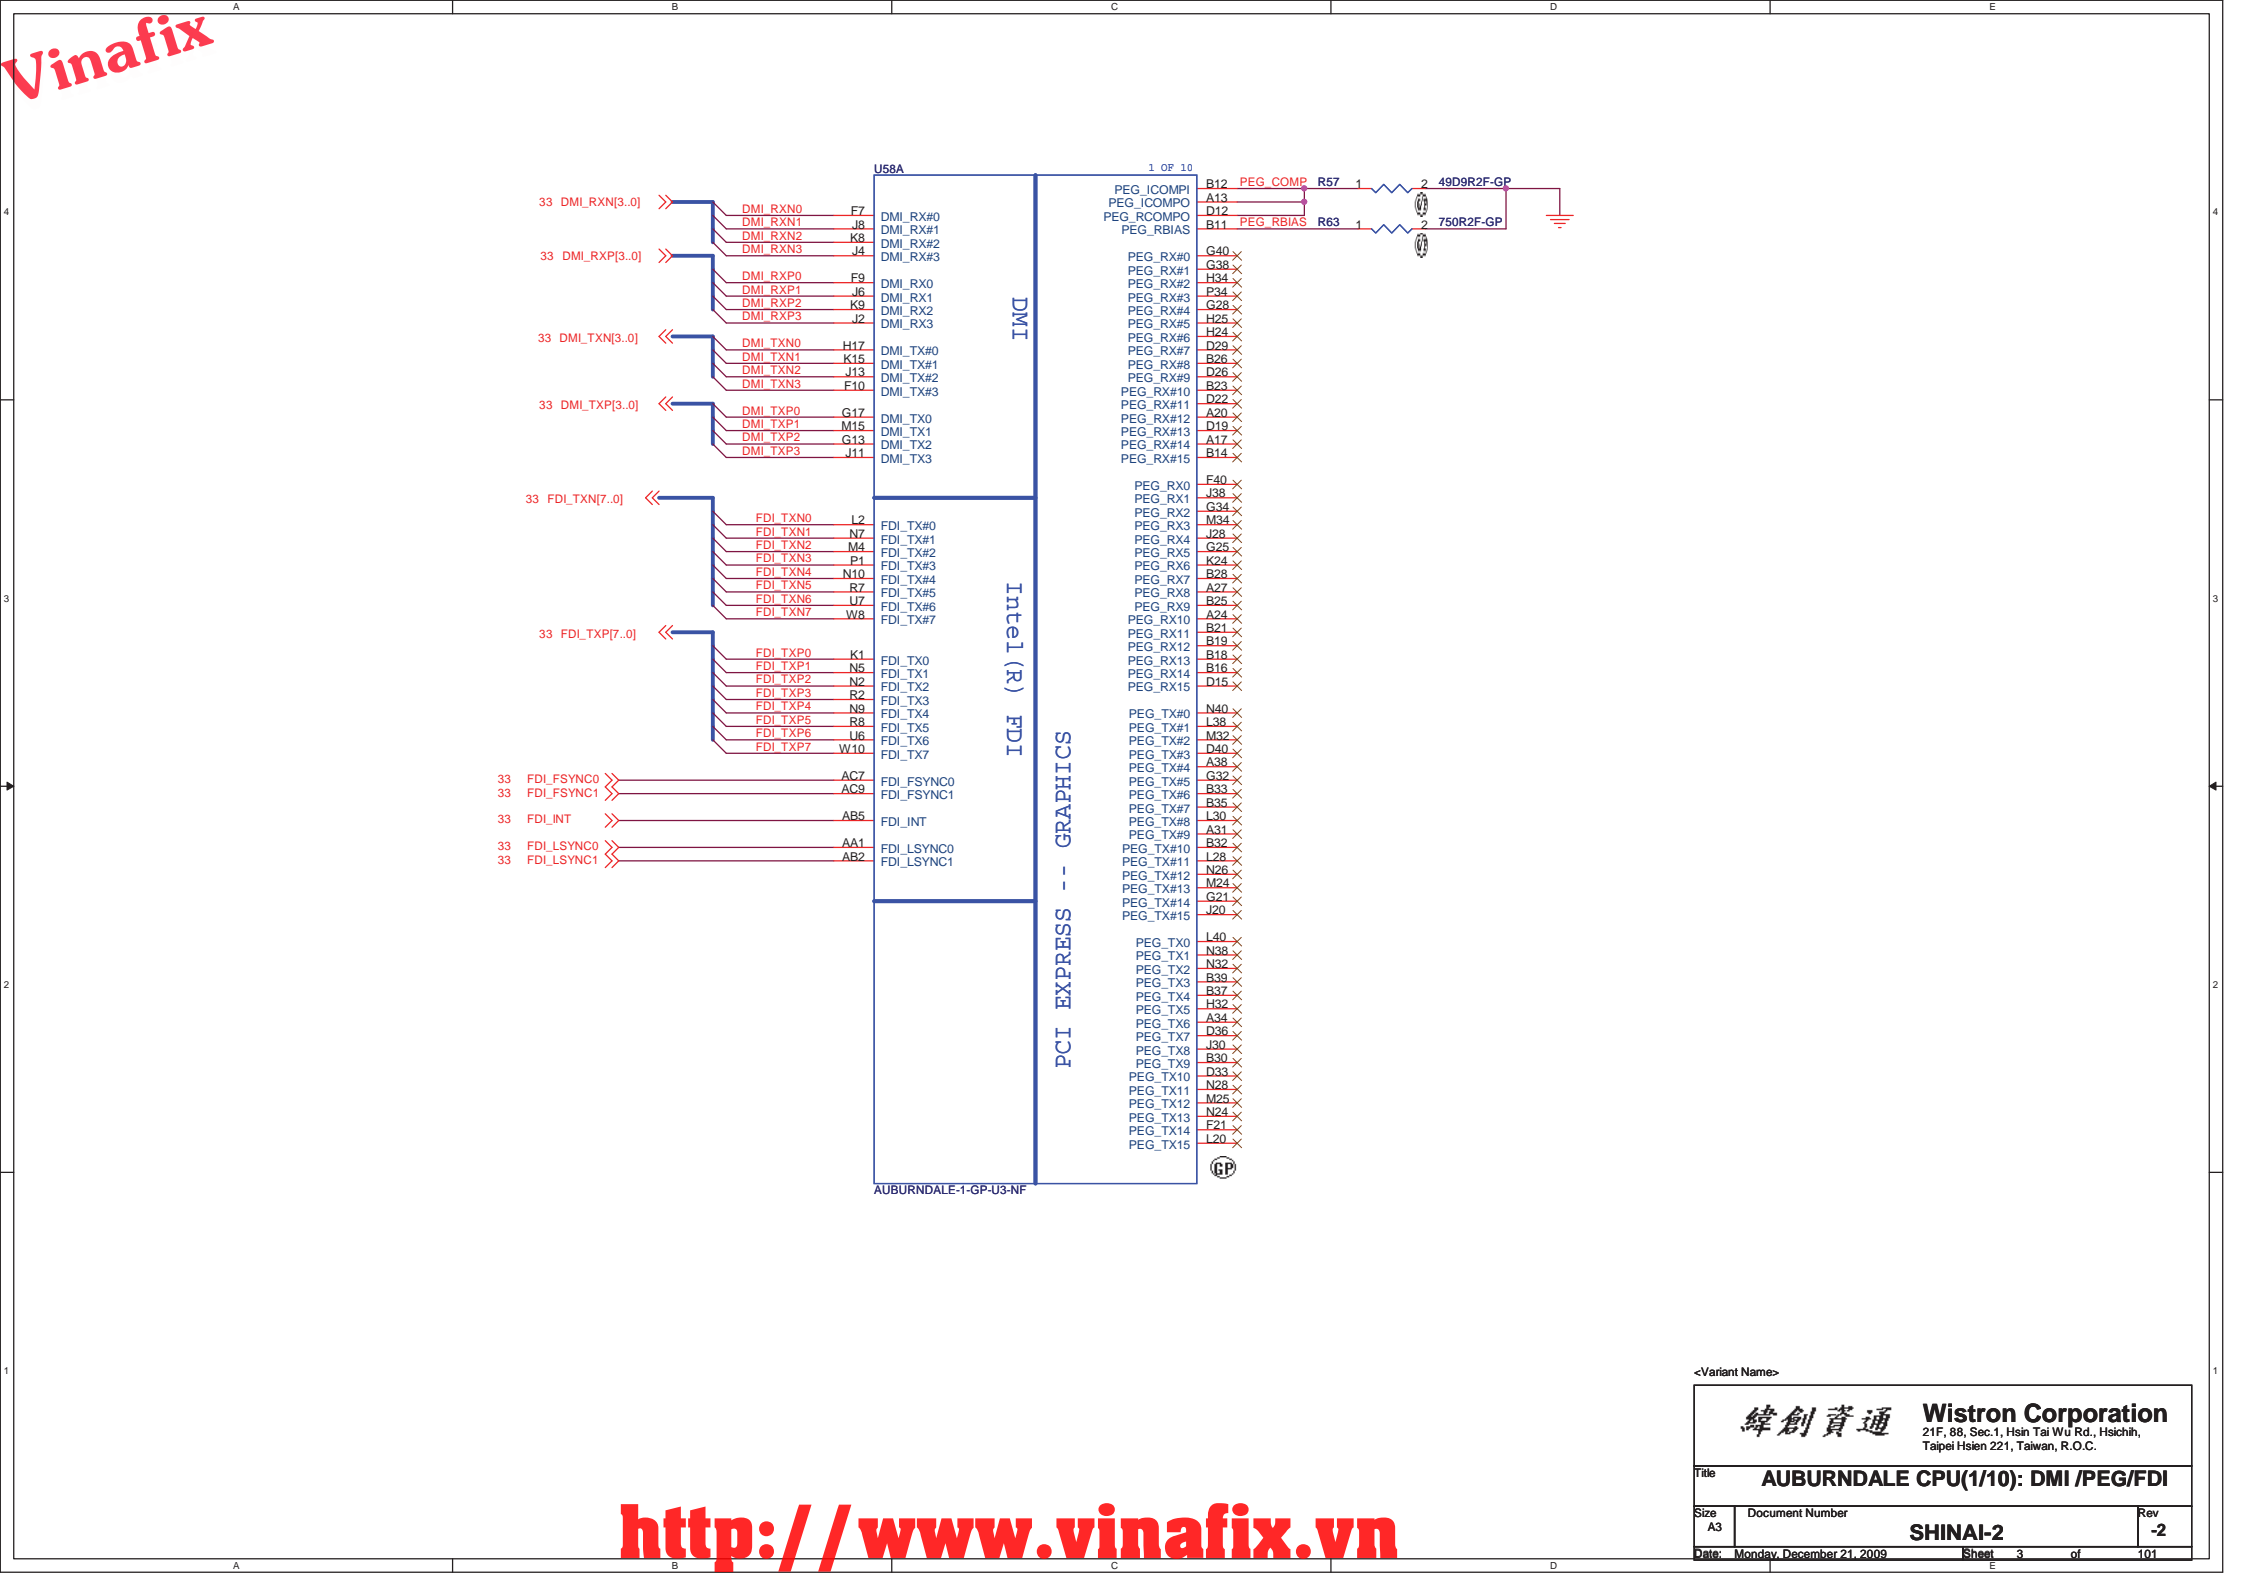 A B C D E
Vinafix
U58A
1 OF 10
33 DMI_RXN[3..0]
DMI_RXN0 F7 DMI_RX#0
DMI_RXN1 J8 DMI_RX#1
DMI_RXN2 K8 DMI_RX#2
DMI_RXN3 J4 DMI_RX#3
33 DMI_RXP[3..0]
DMI_RXP0 F9 DMI_RX0
DMI_RXP1 J6 DMI_RX1
DMI_RXP2 K9 DMI_RX2
DMI_RXP3 J2 DMI_RX3
33 DMI_TXN[3..0]
DMI_TXN0 H17 DMI_TX#0
DMI_TXN1 K15 DMI_TX#1
DMI_TXN2 J13 DMI_TX#2
DMI_TXN3 F10 DMI_TX#3
33 DMI_TXP[3..0]
DMI_TXP0 G17 DMI_TX0
DMI_TXP1 M15 DMI_TX1
DMI_TXP2 G13 DMI_TX2
DMI_TXP3 J11 DMI_TX3
DMI
33 FDI_TXN[7..0]
FDI_TXN0 L2 FDI_TX#0
FDI_TXN1 N7 FDI_TX#1
FDI_TXN2 M4 FDI_TX#2
FDI_TXN3 P1 FDI_TX#3
FDI_TXN4 N10 FDI_TX#4
FDI_TXN5 R7 FDI_TX#5
FDI_TXN6 U7 FDI_TX#6
FDI_TXN7 W8 FDI_TX#7
33 FDI_TXP[7..0]
FDI_TXP0 K1 FDI_TX0
FDI_TXP1 N5 FDI_TX1
FDI_TXP2 N2 FDI_TX2
FDI_TXP3 R2 FDI_TX3
FDI_TXP4 N9 FDI_TX4
FDI_TXP5 R8 FDI_TX5
FDI_TXP6 U6 FDI_TX6
FDI_TXP7 W10 FDI_TX7
33 FDI_FSYNC0 AC7 FDI_FSYNC0
33 FDI_FSYNC1 AC9 FDI_FSYNC1
33 FDI_INT AB5 FDI_INT
33 FDI_LSYNC0 AA1 FDI_LSYNC0
33 FDI_LSYNC1 AB2 FDI_LSYNC1
Intel(R) FDI
PCI EXPRESS -- GRAPHICS
PEG_ICOMPI B12 PEG_COMP R57 1 2 49D9R2F-GP
PEG_ICOMPO A13
PEG_RCOMPO D12
PEG_RBIAS B11 PEG_RBIAS R63 1 2 750R2F-GP
PEG_RX#0 G40
PEG_RX#1 G38
PEG_RX#2 H34
PEG_RX#3 P34
PEG_RX#4 G28
PEG_RX#5 H25
PEG_RX#6 H24
PEG_RX#7 D29
PEG_RX#8 B26
PEG_RX#9 D26
PEG_RX#10 B23
PEG_RX#11 D22
PEG_RX#12 A20
PEG_RX#13 D19
PEG_RX#14 A17
PEG_RX#15 B14
PEG_RX0 F40
PEG_RX1 J38
PEG_RX2 G34
PEG_RX3 M34
PEG_RX4 J28
PEG_RX5 G25
PEG_RX6 K24
PEG_RX7 B28
PEG_RX8 A27
PEG_RX9 B25
PEG_RX10 A24
PEG_RX11 B21
PEG_RX12 B19
PEG_RX13 B18
PEG_RX14 B16
PEG_RX15 D15
PEG_TX#0 N40
PEG_TX#1 L38
PEG_TX#2 M32
PEG_TX#3 D40
PEG_TX#4 A38
PEG_TX#5 G32
PEG_TX#6 B33
PEG_TX#7 B35
PEG_TX#8 L30
PEG_TX#9 A31
PEG_TX#10 B32
PEG_TX#11 L28
PEG_TX#12 N26
PEG_TX#13 M24
PEG_TX#14 G21
PEG_TX#15 J20
PEG_TX0 L40
PEG_TX1 N38
PEG_TX2 N32
PEG_TX3 B39
PEG_TX4 B37
PEG_TX5 H32
PEG_TX6 A34
PEG_TX7 D36
PEG_TX8 J30
PEG_TX9 B30
PEG_TX10 D33
PEG_TX11 N28
PEG_TX12 M25
PEG_TX13 N24
PEG_TX14 F21
PEG_TX15 L20
GP
AUBURNDALE-1-GP-U3-NF
4 4
3 3
2 2
1 1
<Variant Name>
緯創資通
Wistron Corporation
21F, 88, Sec.1, Hsin Tai Wu Rd., Hsichih,
Taipei Hsien 221, Taiwan, R.O.C.
Title
AUBURNDALE CPU(1/10): DMI /PEG/FDI
Size Document Number Rev
A3 SHINAI-2 -2
Date: Monday, December 21, 2009 Sheet 3 of 101
http://www.vinafix.vn
A B C D E